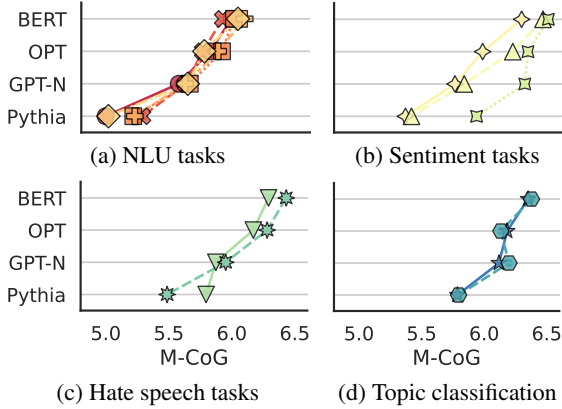 BERT
OPT
GPT-N
Pythia
(a) NLU tasks
(b) Sentiment tasks
BERT
OPT
GPT-N
Pythia
5.0 5.5 6.0 6.5
5.0 5.5 6.0 6.5
M-CoG
M-CoG
(c) Hate speech tasks
(d) Topic classification